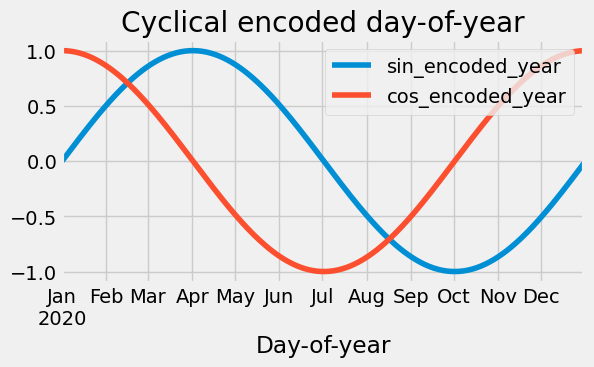 Cyclical encoded day-of-year
1.0
0.5
0.0
−0.5
−1.0
sin_encoded_year
cos_encoded_year
Jan Feb Mar Apr May Jun Jul Aug Sep Oct Nov Dec
2020
Day-of-year